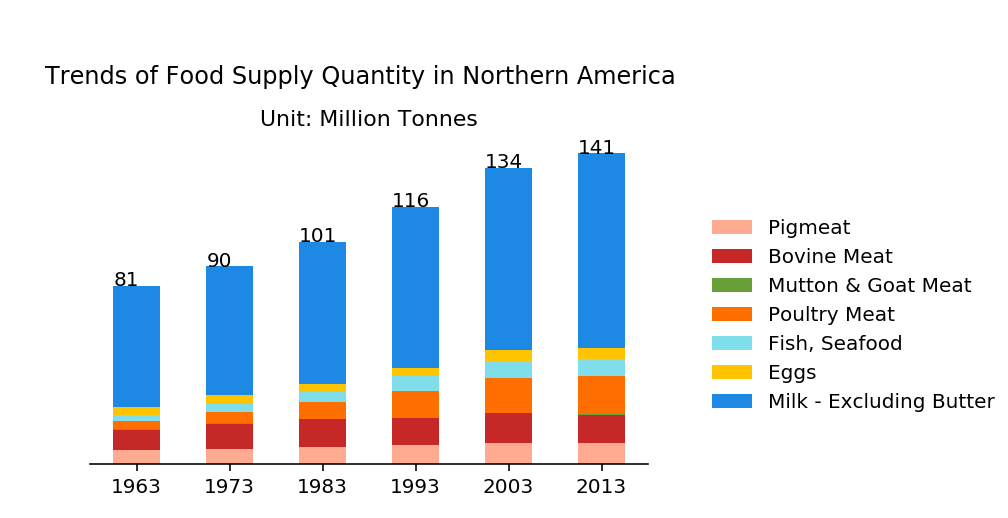 Trends of Food Supply Quantity in Northern America
Unit: Million Tonnes
81
90
101
116
134
141
1963
1973
1983
1993
2003
2013
Pigmeat
Bovine Meat
Mutton & Goat Meat
Poultry Meat
Fish, Seafood
Eggs
Milk - Excluding Butter